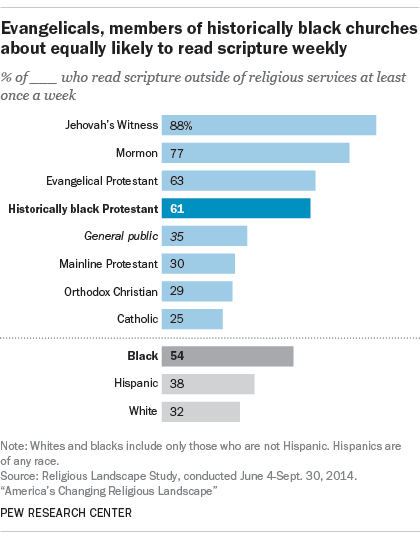 Evangelicals, members of historically black churches
about equally likely to read scripture weekly
% of ___ who read scripture outside of religious services at least
once a week
Jehovah's Witness 88%
Mormon 77
Evangelical Protestant 63
Historically black Protestant 61
General public 35
Mainline Protestant 30
Orthodox Christian 29
Catholic 25
Black 54
Hispanic 38
White 32
Note: Whites and blacks include only those who are not Hispanic. Hispanics are
of any race.
Source: Religious Landscape Study, conducted June 4-Sept. 30, 2014.
“America's Changing Religious Landscape”
PEW RESEARCH CENTER